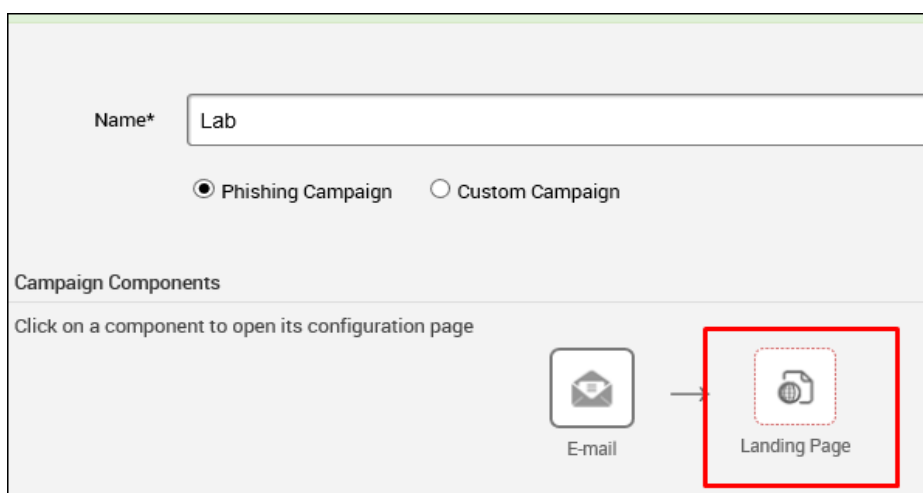 Name*
Lab
Phishing Campaign
Custom Campaign
Campaign Components
Click on a component to open its configuration page
E-mail
Landing Page